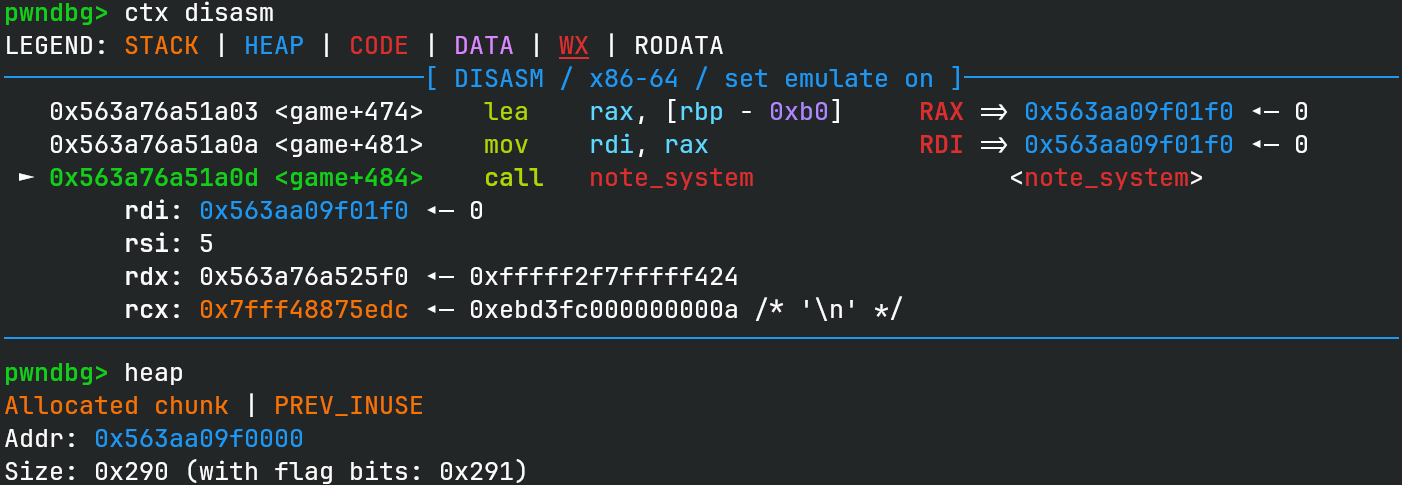 pwndbg> ctx disasm
LEGEND: STACK | HEAP | CODE | DATA | WX | RODATA
[ DISASM / x86-64 / set emulate on ]
0x563a76a51a03 <game+474> lea rax, [rbp - 0xb0] RAX => 0x563aa09f01f0 ◂— 0
0x563a76a51a0a <game+481> mov rdi, rax RDI => 0x563aa09f01f0 ◂— 0
► 0x563a76a51a0d <game+484> call note_system <note_system>
rdi: 0x563aa09f01f0 ◂— 0
rsi: 5
rdx: 0x563a76a525f0 ◂— 0xfffff2f7fffff424
rcx: 0x7fff48875edc ◂— 0xebd3fc000000000a /* '\n' */
pwndbg> heap
Allocated chunk | PREV_INUSE
Addr: 0x563aa09f0000
Size: 0x290 (with flag bits: 0x291)